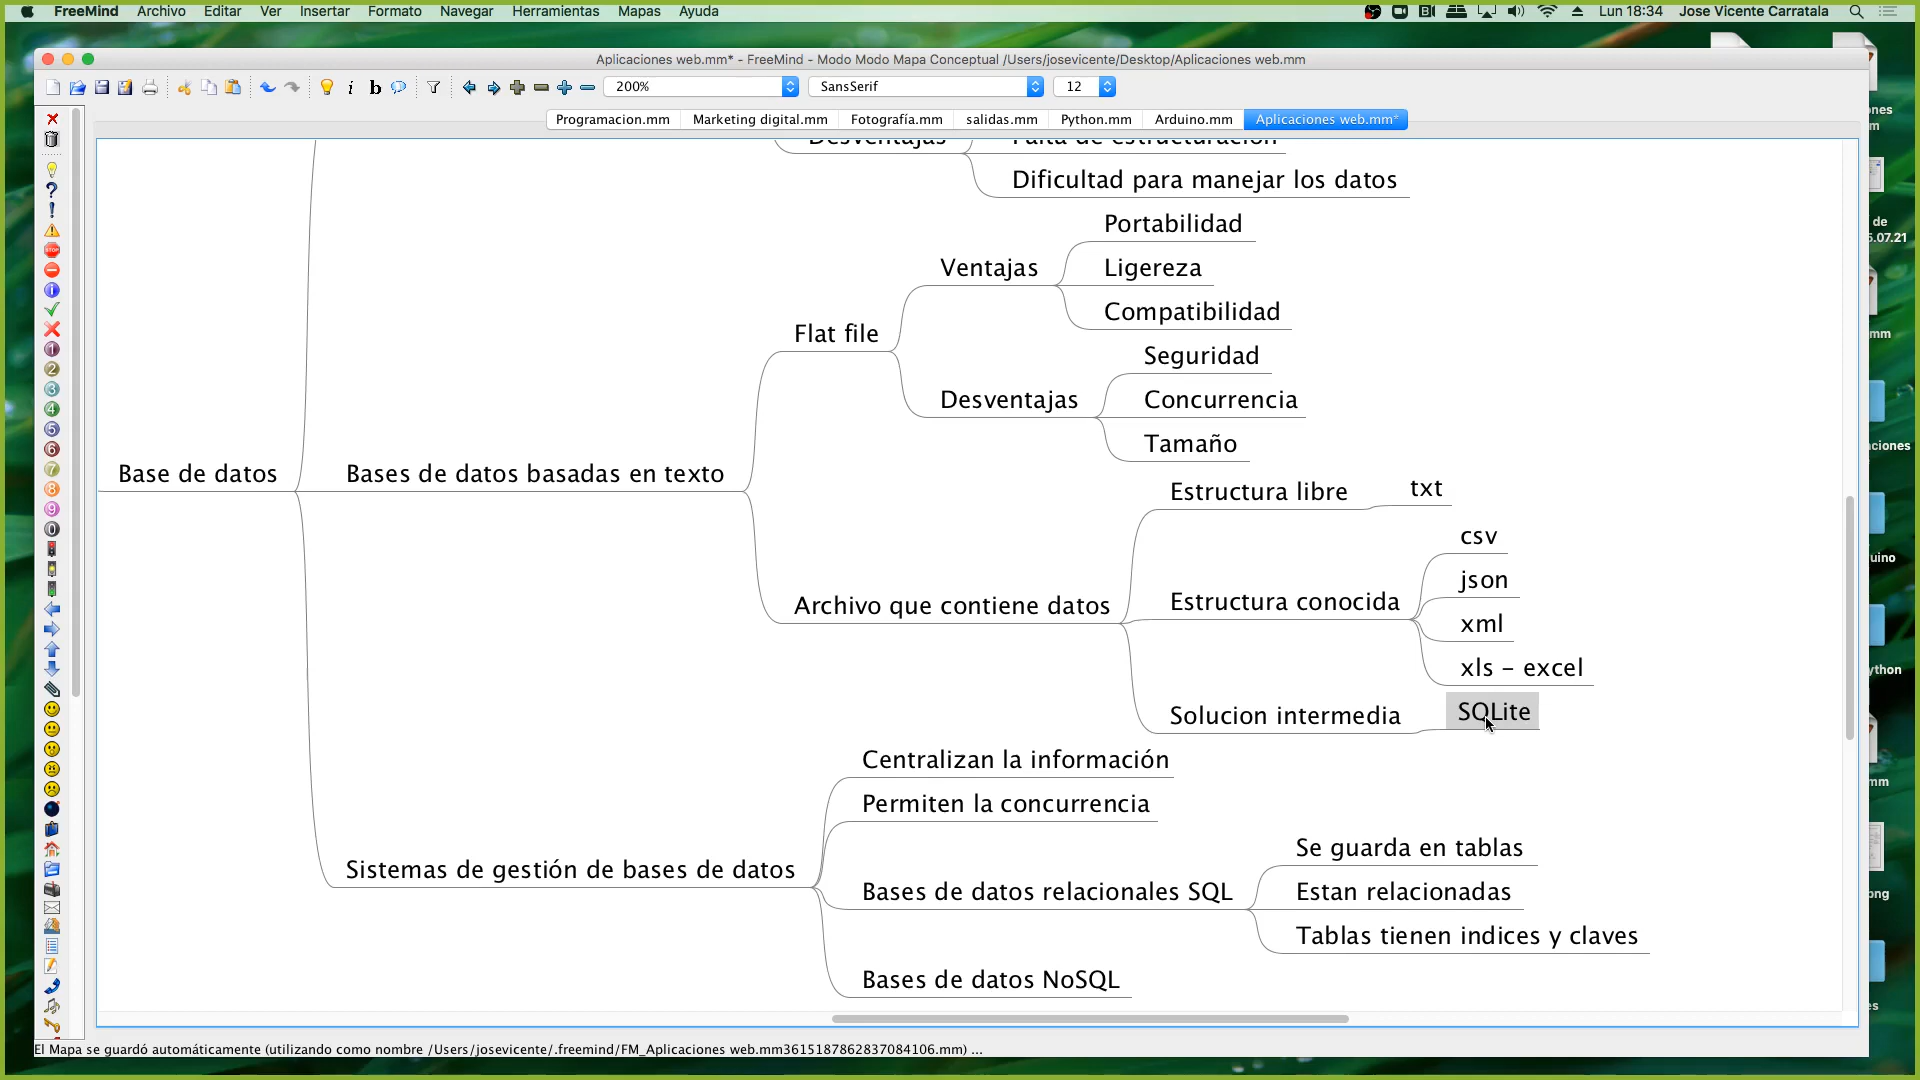 FreeMind Archivo Editar Ver Insertar Formato Navegar Herramientas Mapas Ayuda
Lun 18:34 Jose Vicente Carratala
Aplicaciones web.mm* - FreeMind - Modo Modo Mapa Conceptual /Users/josevicente/Desktop/Aplicaciones web.mm
200% SansSerif 12
Programacion.mm Marketing digital.mm Fotografía.mm salidas.mm Python.mm Arduino.mm Aplicaciones web.mm*
Desventajas
Falta de estructuración
Dificultad para manejar los datos
Portabilidad
Ventajas
Ligereza
Compatibilidad
Flat file
Seguridad
Desventajas
Concurrencia
Tamaño
Base de datos
Bases de datos basadas en texto
Estructura libre
txt
csv
json
Archivo que contiene datos
Estructura conocida
xml
xls - excel
Solucion intermedia
SQLite
Centralizan la información
Permiten la concurrencia
Se guarda en tablas
Sistemas de gestión de bases de datos
Bases de datos relacionales SQL
Estan relacionadas
Tablas tienen indices y claves
Bases de datos NoSQL
El Mapa se guardó automáticamente (utilizando como nombre /Users/josevicente/.freemind/FM_Aplicaciones web.mm3615187862837084106.mm) ...